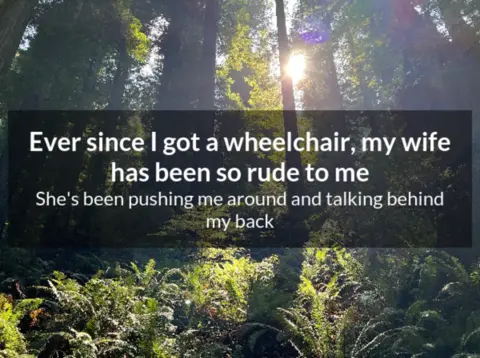 Ever since I got a wheelchair, my wife
has been so rude to me
She's been pushing me around and talking behind
my back